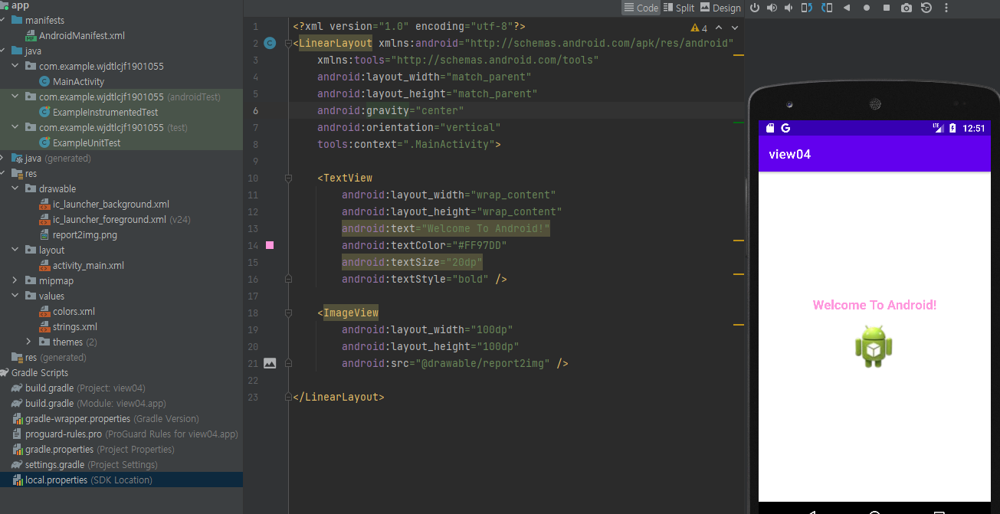 app
manifests
AndroidManifest.xml
java
com.example.wjdtlcjf1901055
MainActivity
com.example.wjdtlcjf1901055 (androidTest)
ExampleInstrumentedTest
com.example.wjdtlcjf1901055 (test)
ExampleUnitTest
java (generated)
res
drawable
ic_launcher_background.xml
ic_launcher_foreground.xml (v24)
report2img.png
layout
activity_main.xml
mipmap
values
colors.xml
strings.xml
themes (2)
res (generated)
Gradle Scripts
build.gradle (Project: view04)
build.gradle (Module: view04.app)
gradle-wrapper.properties (Gradle Version)
proguard-rules.pro (ProGuard Rules for view04.app)
gradle.properties (Project Properties)
settings.gradle (Project Settings)
local.properties (SDK Location)
Code Split Design
4
1 <?xml version="1.0" encoding="utf-8"?>
2 <LinearLayout xmlns:android="http://schemas.android.com/apk/res/android"
3 xmlns:tools="http://schemas.android.com/tools"
4 android:layout_width="match_parent"
5 android:layout_height="match_parent"
6 android:gravity="center"
7 android:orientation="vertical"
8 tools:context=".MainActivity">
9
10 <TextView
11 android:layout_width="wrap_content"
12 android:layout_height="wrap_content"
13 android:text="Welcome To Android!"
14 android:textColor="#FF97DD"
15 android:textSize="20dp"
16 android:textStyle="bold" />
17
18 <ImageView
19 android:layout_width="100dp"
20 android:layout_height="100dp"
21 android:src="@drawable/report2img" />
22
23 </LinearLayout>
G LTE 12:51
view04
Welcome To Android!